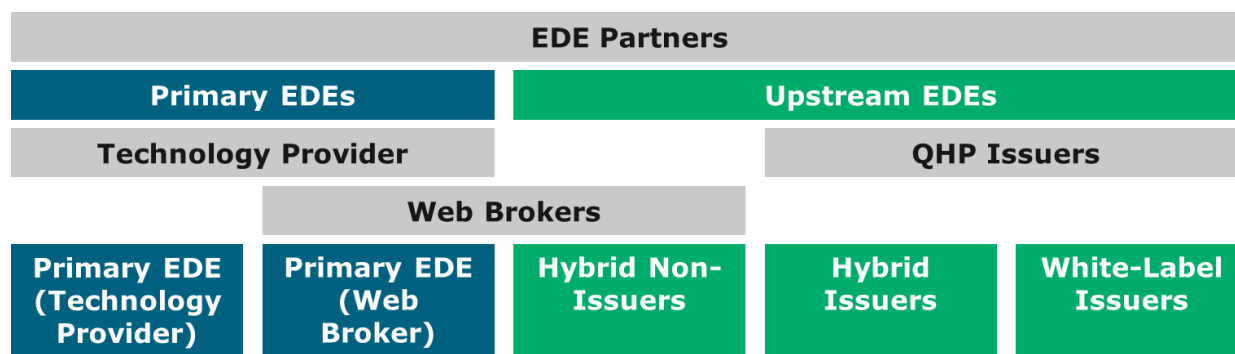 EDE Partners
Primary EDEs
Upstream EDEs
Technology Provider
QHP Issuers
Web Brokers
Primary EDE
(Technology
Provider)
Primary EDE
(Web
Broker)
Hybrid Non-
Issuers
Hybrid
Issuers
White-Label
Issuers